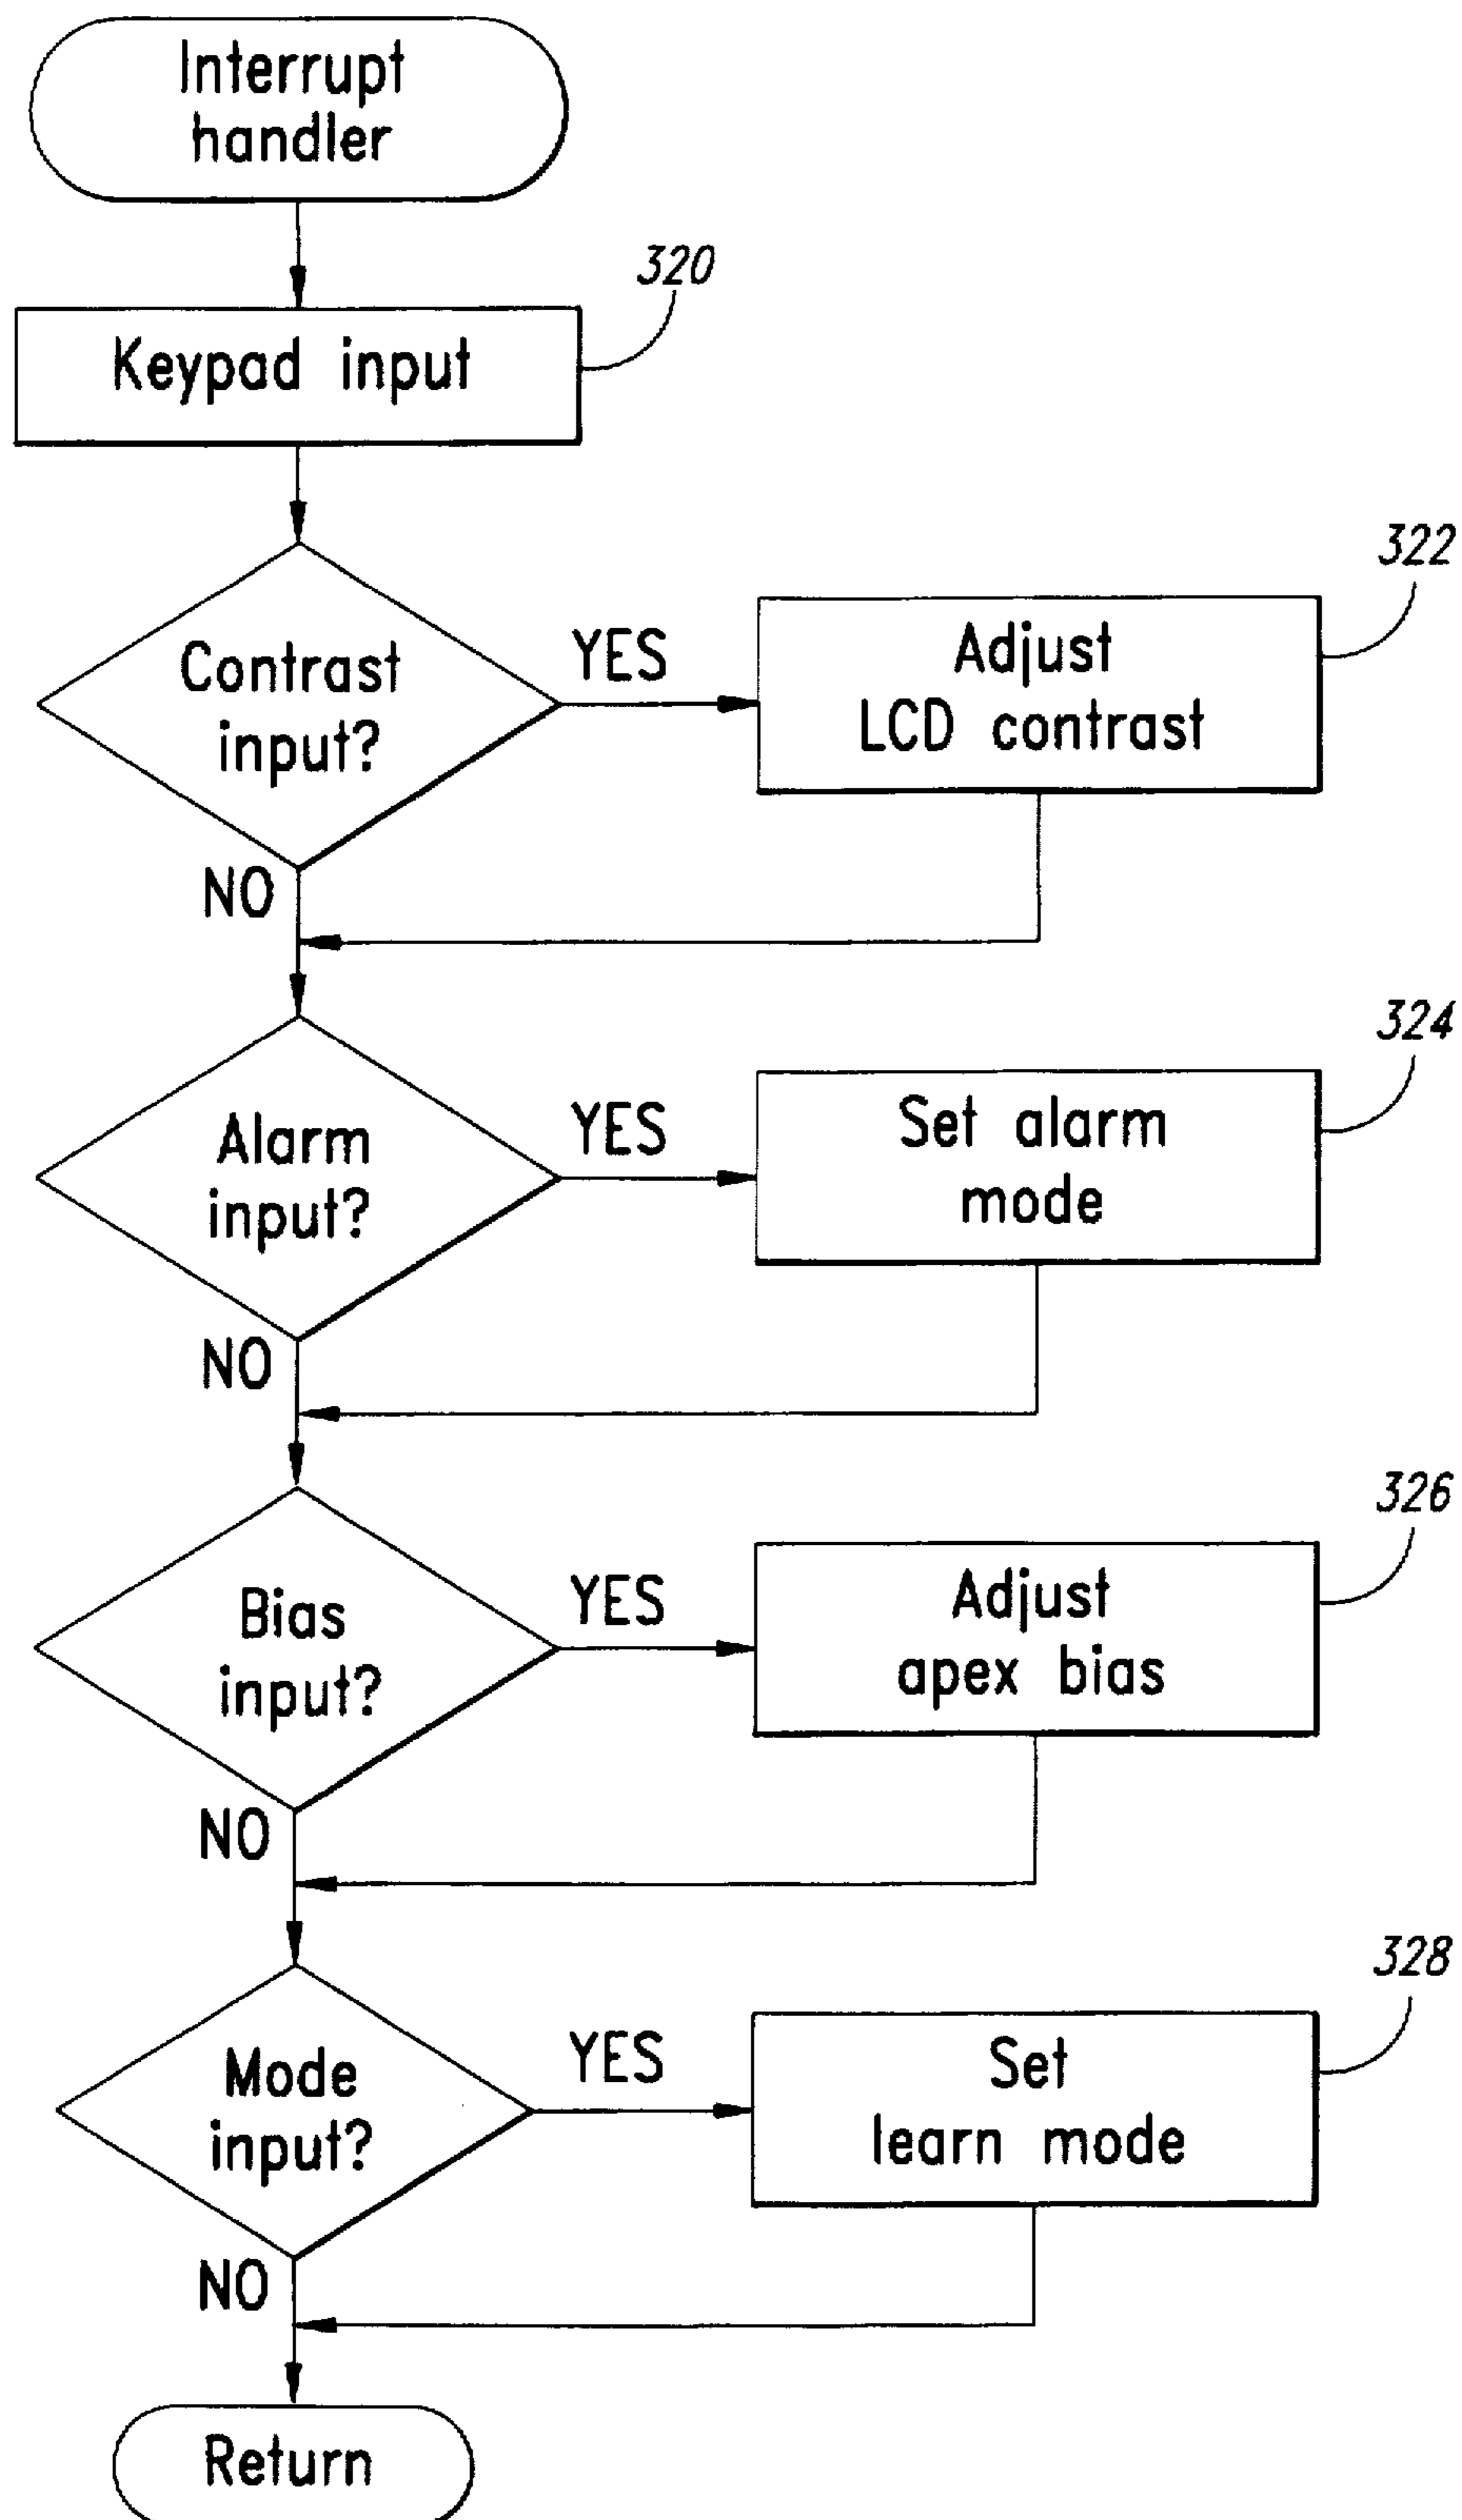 Interrupt
handler
320
Keypad input
322
Contrast
input?
YES
Adjust
LCD contrast
NO
324
Alarm
input?
YES
Set alarm
mode
NO
326
Bias
input?
YES
Adjust
apex bias
NO
328
Mode
input?
YES
Set
learn mode
NO
Return